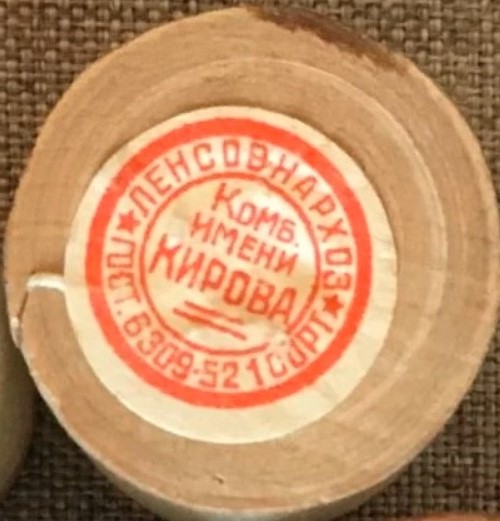 ЛЕНСОВНАРХОЗ
Комб.
ИМЕНИ
КИРОВА
ГОСТ. 6309-52 1 СОРТ